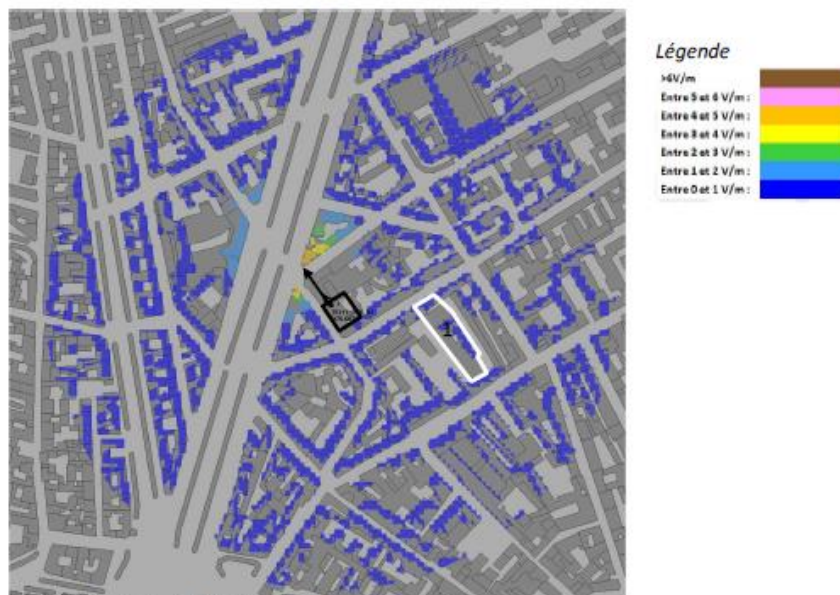 Légende
>6V/m
Entre 5 et 6 V/m :
Entre 4 et 5 V/m :
Entre 3 et 4 V/m :
Entre 2 et 3 V/m :
Entre 1 et 2 V/m :
Entre 0 et 1 V/m :
1